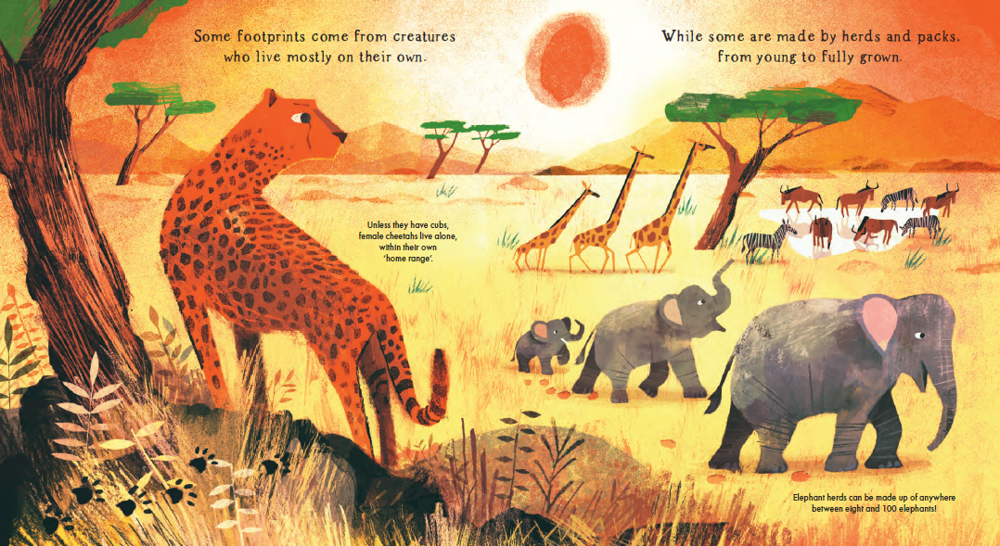 Some footprints come from creatures
who live mostly on their own.
While some are made by herds and packs,
from young to fully grown.
Unless they have cubs,
female cheetahs live alone,
within their own
‘home range’.
Elephant herds can be made up of anywhere
between eight and 100 elephants!